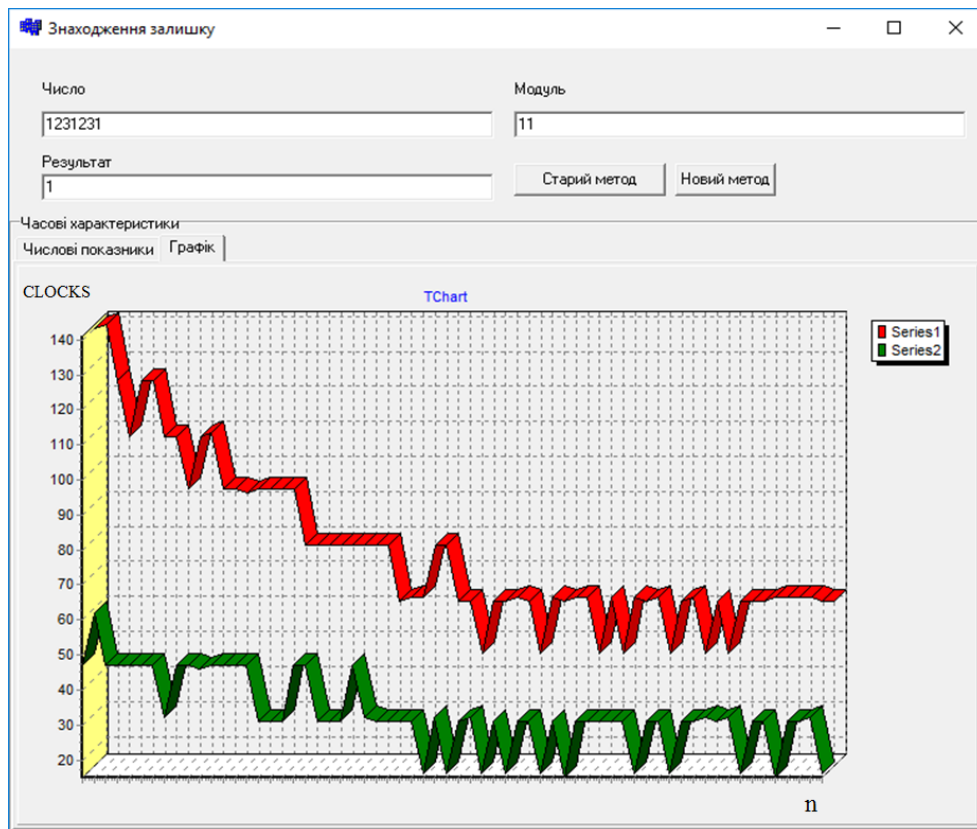 Знаходження залишку
Число
Модуль
1231231
11
Результат
1
Старий метод
Новий метод
Часові характеристики
Числові показники
Графік
CLOCKS
TChart
Series1
Series2
140
130
120
110
100
90
80
70
60
50
40
30
20
n